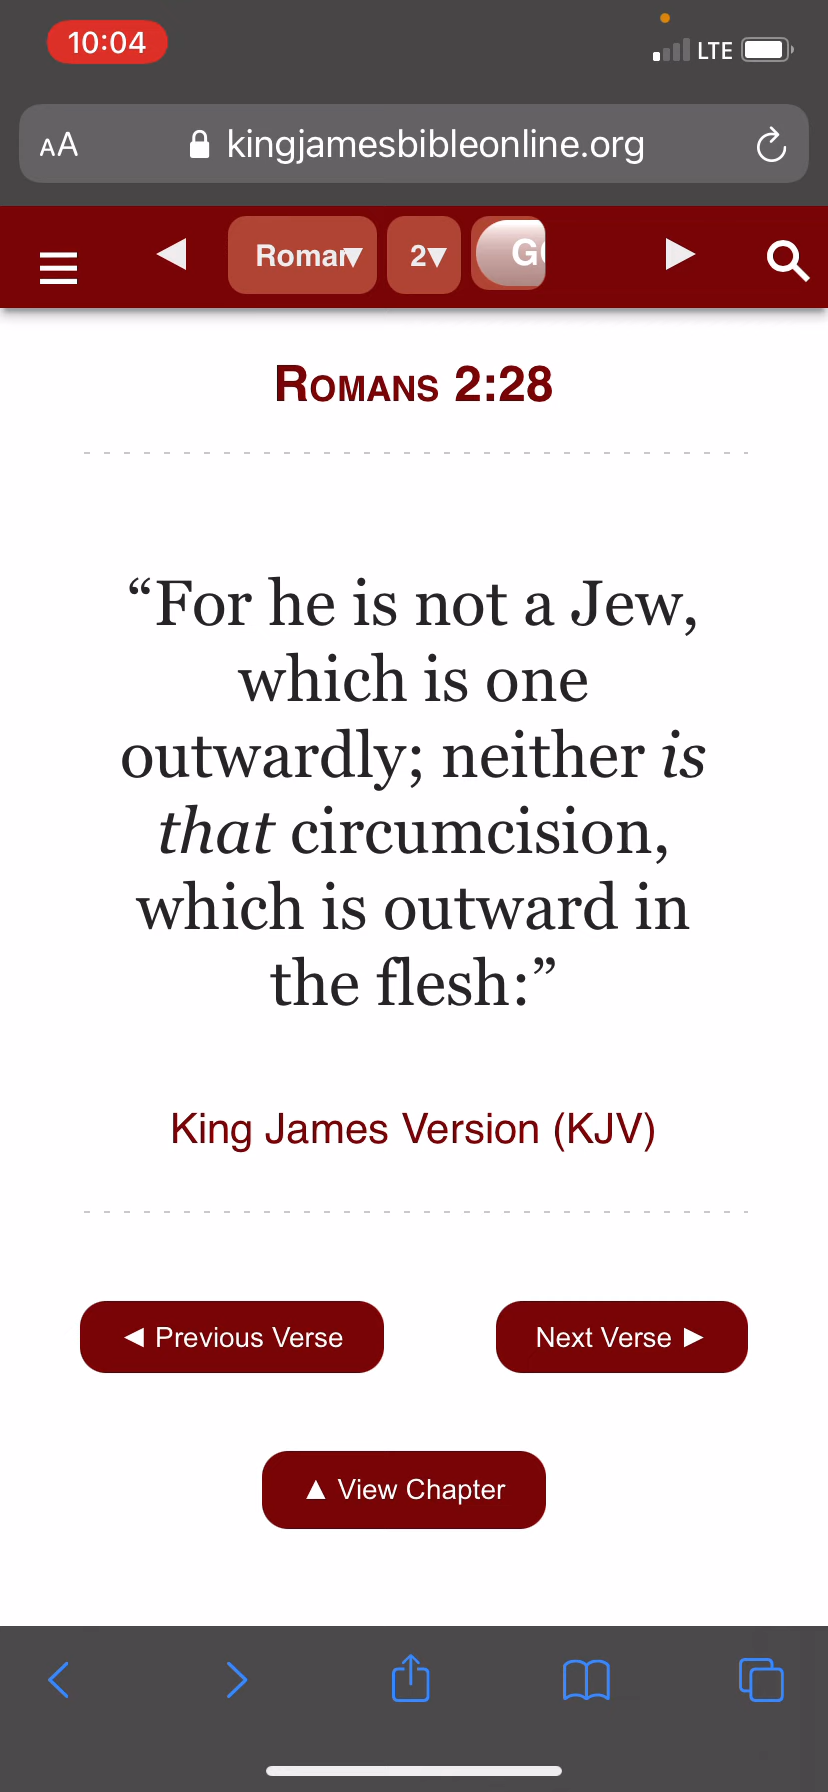 10:04
LTE
AA kingjamesbibleonline.org
2
Romans 2:28
“For he is not a Jew,
which is one
outwardly; neither is
that circumcision,
which is outward in
the flesh:”
King James Version (KJV)
◀ Previous Verse
Next Verse ▶
▲ View Chapter